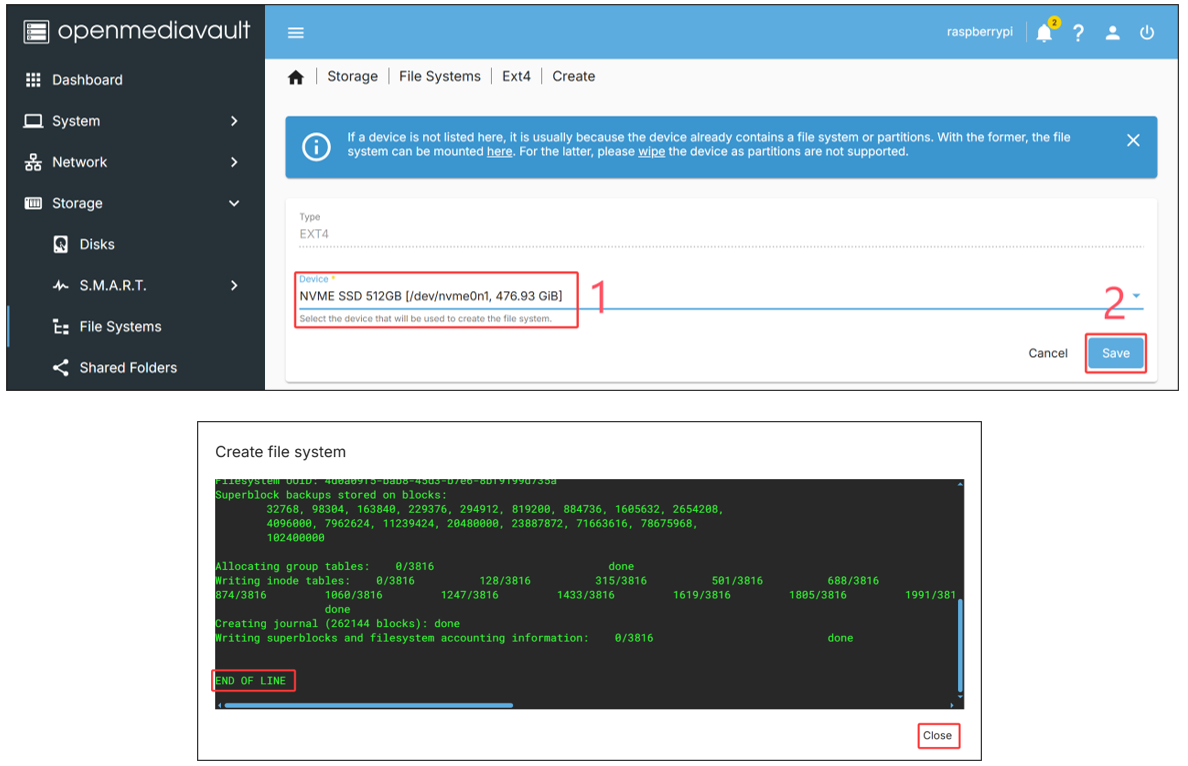 openmediavault
raspberrypi
2
Dashboard
System
Network
Storage
Disks
S.M.A.R.T.
File Systems
Shared Folders
Storage | File Systems | Ext4 | Create
If a device is not listed here, it is usually because the device already contains a file system or partitions. With the former, the file
system can be mounted here. For the latter, please wipe the device as partitions are not supported.
Type
EXT4
Device *
NVME SSD 512GB [/dev/nvme0n1, 476.93 GiB]
Select the device that will be used to create the file system.
1
2
Cancel
Save
Create file system
Filesystem UUID:
Superblock backups stored on blocks:
32768, 98304, 163840, 229376, 294912, 819200, 884736, 1605632, 2654208,
4096000, 7962624, 11239424, 20480000, 23887872, 71663616, 78675968,
102400000
Allocating group tables: 0/3816 done
Writing inode tables: 0/3816 128/3816 315/3816 501/3816 688/3816
874/3816 1060/3816 1247/3816 1433/3816 1619/3816 1805/3816 1991/381
done
Creating journal (262144 blocks): done
Writing superblocks and filesystem accounting information: 0/3816 done
END OF LINE
Close